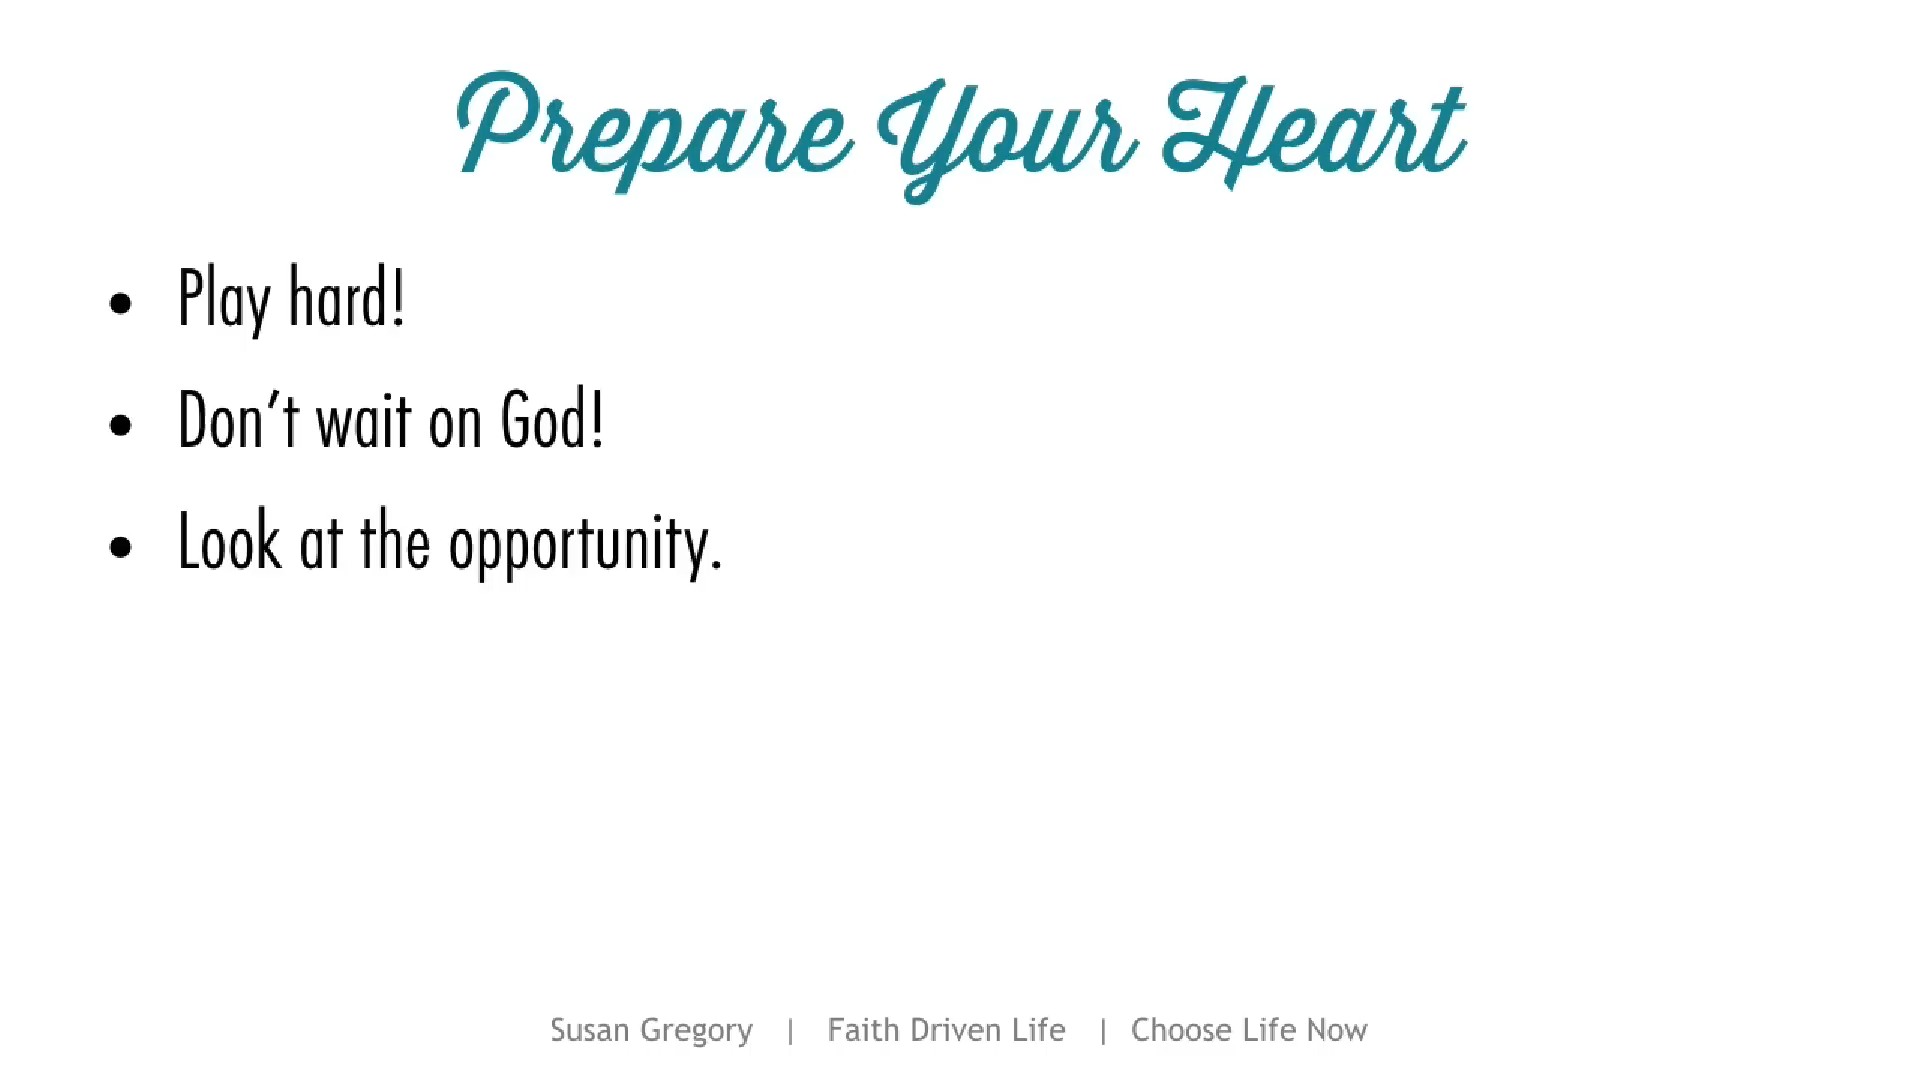 Prepare Your Heart
• Play hard!
• Don’t wait on God!
• Look at the opportunity.
Susan Gregory | Faith Driven Life | Choose Life Now